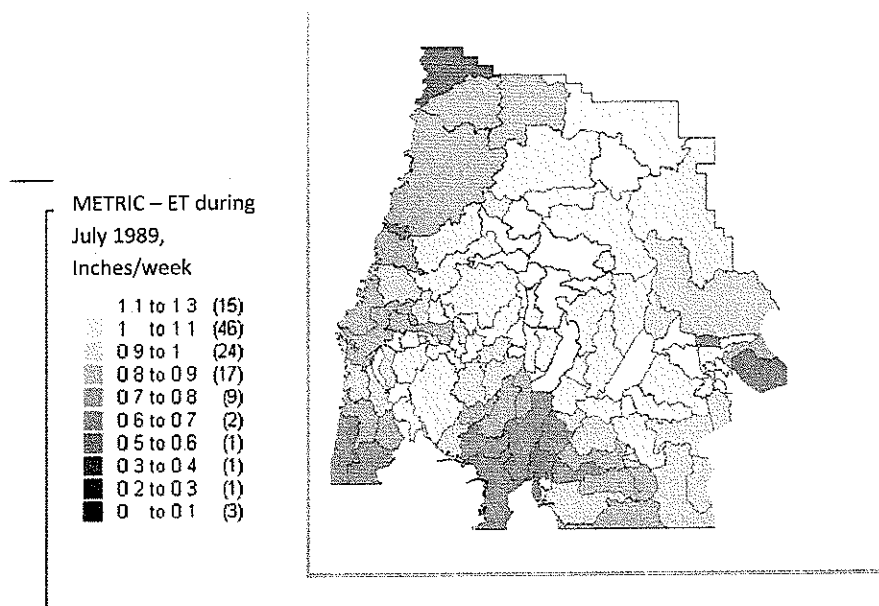 METRIC – ET during
July 1989,
Inches/week
1.1 to 1.3 (15)
1 to 1.1 (46)
0.9 to 1 (24)
0.8 to 0.9 (17)
0.7 to 0.8 (9)
0.6 to 0.7 (2)
0.5 to 0.6 (1)
0.3 to 0.4 (1)
0.2 to 0.3 (1)
0 to 0.1 (3)